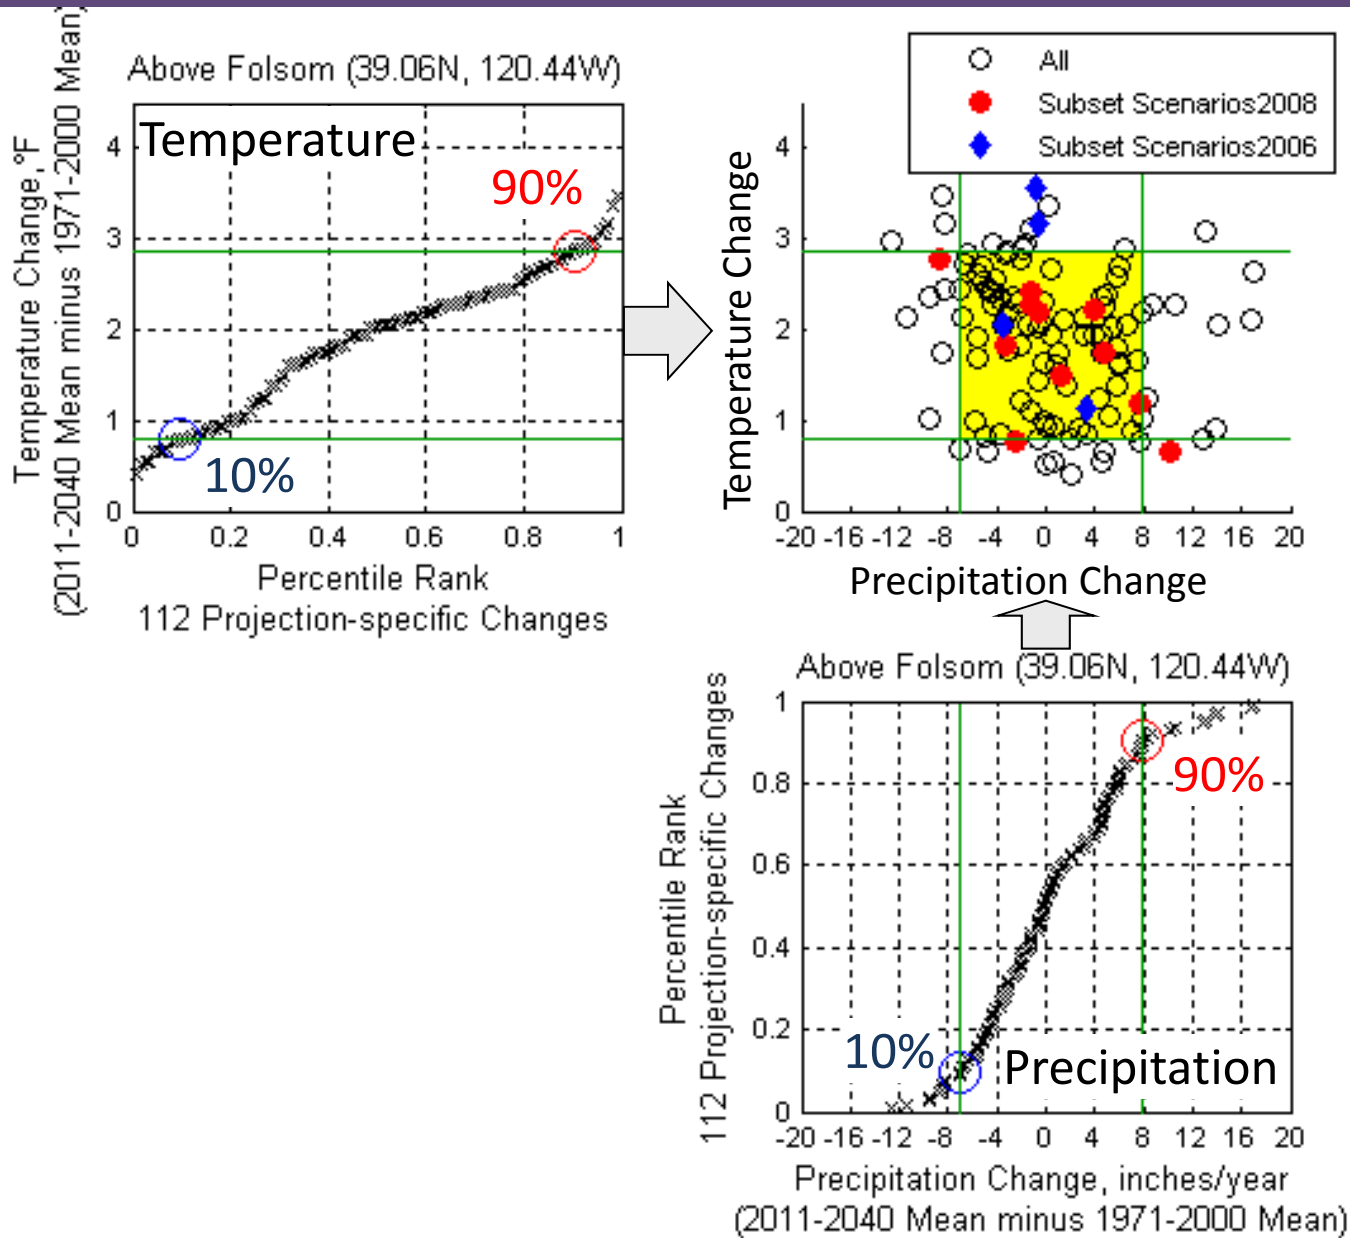 Above Folsom (39.06N, 120.44W)
Temperature
90%
10%
Temperature Change,°F
(2011-2040 Mean minus 1971-2000 Mean)
4
3
2
1
0
0 0.2 0.4 0.6 0.8 1
Percentile Rank
112 Projection-specific Changes
All
Subset Scenarios2008
Subset Scenarios2006
Temperature Change
4
3
2
1
0
-20 -16 -12 -8 -4 0 4 8 12 16 20
Precipitation Change
Above Folsom (39.06N, 120.44W)
Percentile Rank
112 Projection-specific Changes
1
0.8
0.6
0.4
0.2
0
90%
10%
Precipitation
-20 -16 -12 -8 -4 0 4 8 12 16 20
Precipitation Change, inches/year
(2011-2040 Mean minus 1971-2000 Mean)